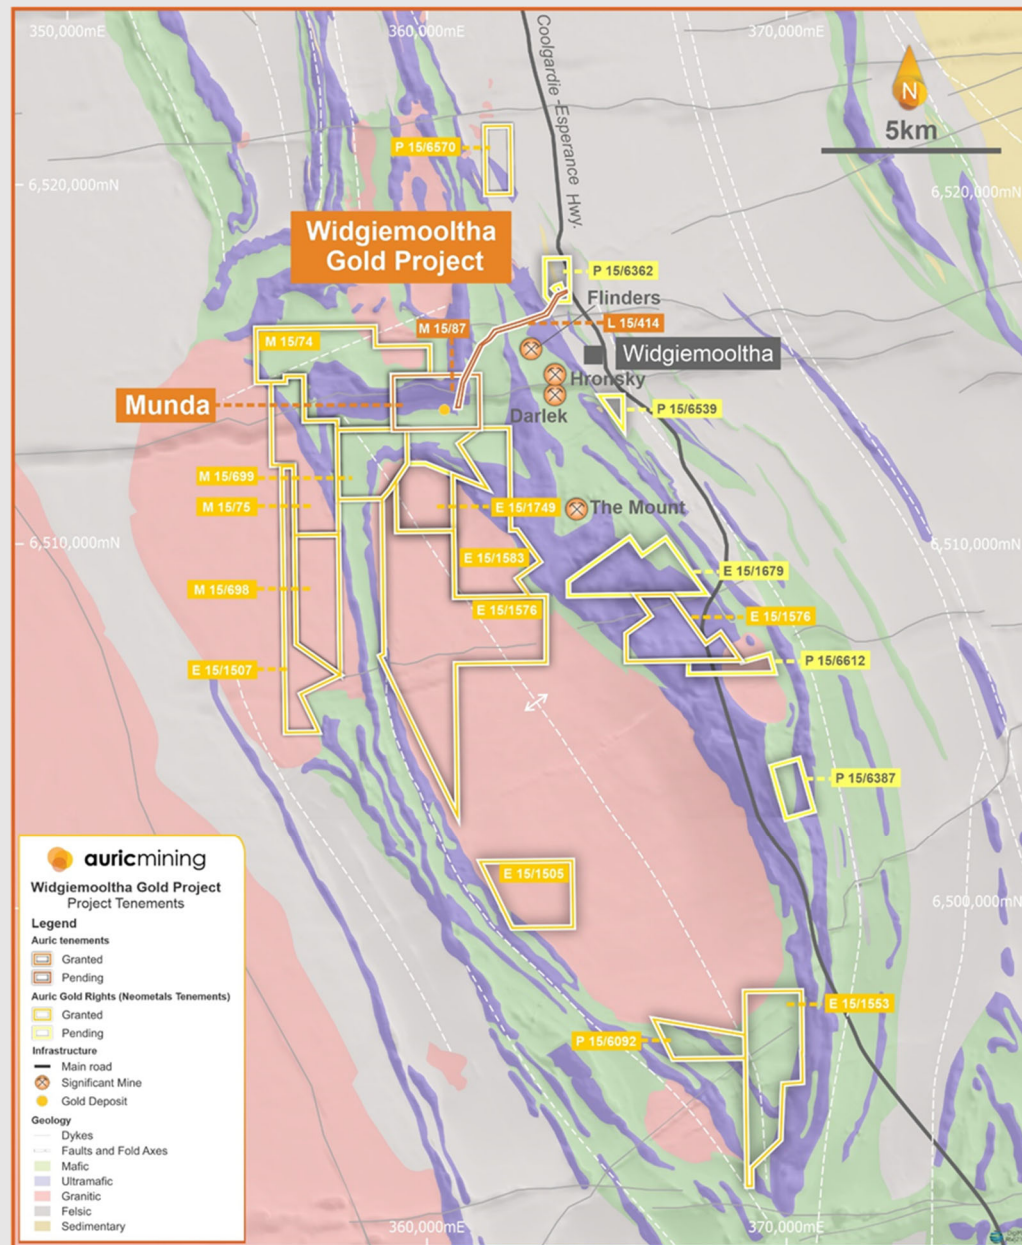 350,000mE
360,000mE
370,000mE
Coolgardie-Esperance Hwy.
N
5km
6,520,000mN
6,520,000mN
P 15/6570
Widgiemooltha
Gold Project
P 15/6362
Flinders
M 15/87
L 15/414
M 15/74
Widgiemooltha
Hronsky
Munda
Darlek
P 15/6539
M 15/699
M 15/75
E 15/1749
The Mount
6,510,000mN
6,510,000mN
E 15/1583
E 15/1679
M 15/698
E 15/1576
E 15/1576
E 15/1507
P 15/6612
P 15/6387
E 15/1505
6,500,000mN
E 15/1553
P 15/6092
auricmining
Widgiemooltha Gold Project
Project Tenements
Legend
Auric tenements
Granted
Pending
Auric Gold Rights (Neometals Tenements)
Granted
Pending
Infrastructure
Main road
Significant Mine
Gold Deposit
Geology
Dykes
Faults and Fold Axes
Mafic
Ultramafic
Granitic
Felsic
Sedimentary
360,000mE
370,000mE